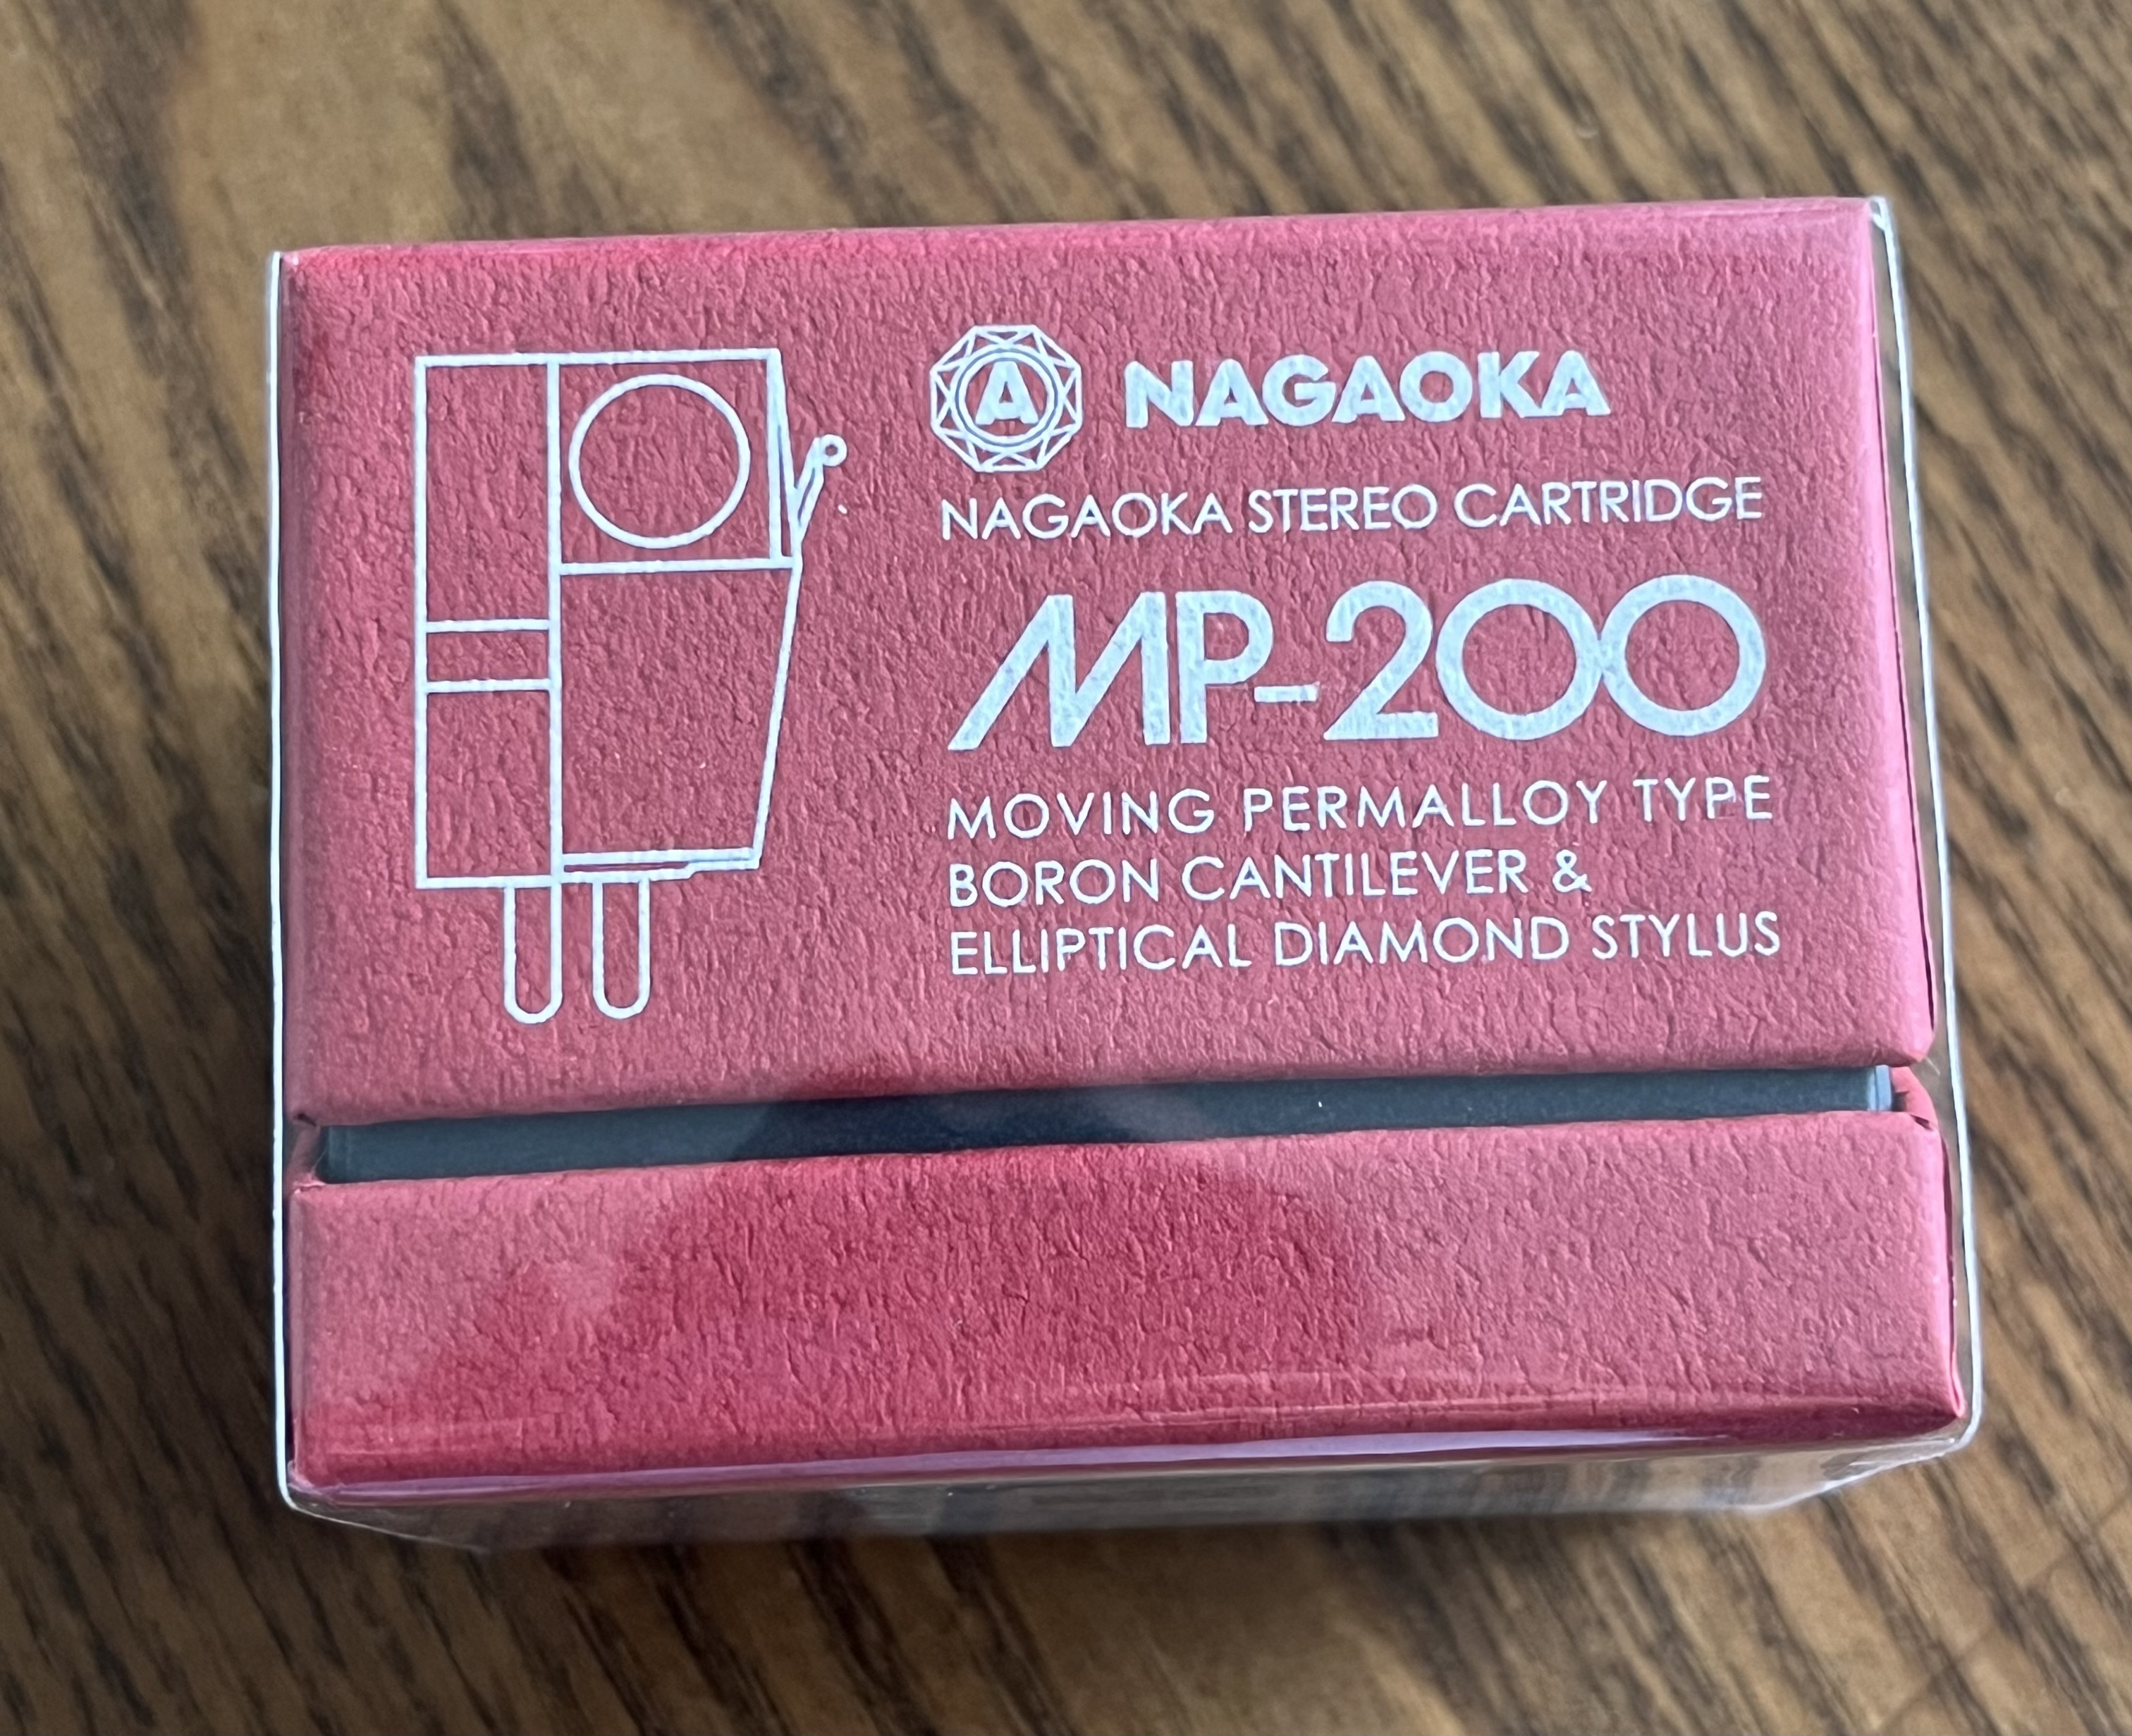 A NAGAOKA
NAGAOKA STEREO CARTRIDGE
MP-200
MOVING PERMALLOY TYPE
BORON CANTILEVER &
ELLIPTICAL DIAMOND STYLUS